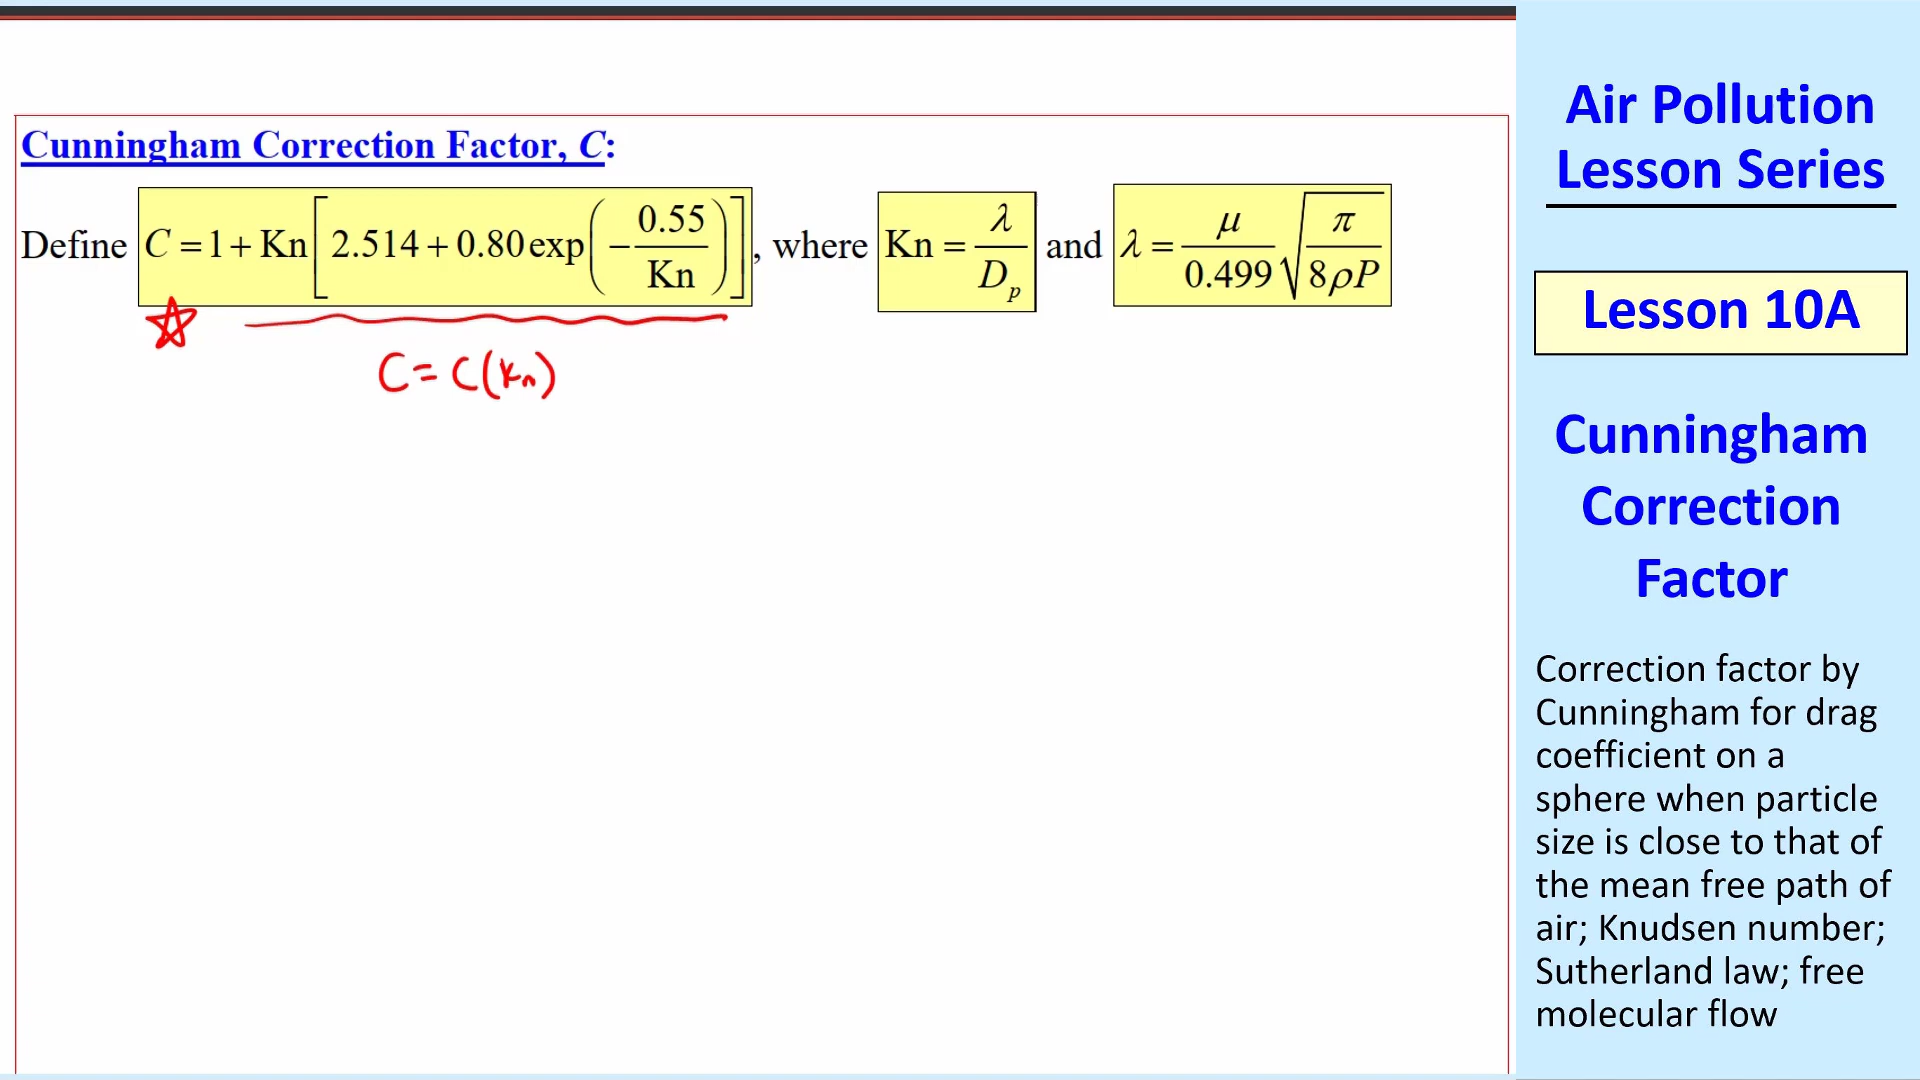 Cunningham Correction Factor, C:
Define C = 1 + Kn [ 2.514 + 0.80 exp ( − 0.55 / Kn ) ], where Kn = λ / Dₚ and λ = μ / 0.499 √( π / 8ρP )
C = C(Kn)
Air Pollution
Lesson Series
Lesson 10A
Cunningham
Correction
Factor
Correction factor by
Cunningham for drag
coefficient on a
sphere when particle
size is close to that of
the mean free path of
air; Knudsen number;
Sutherland law; free
molecular flow